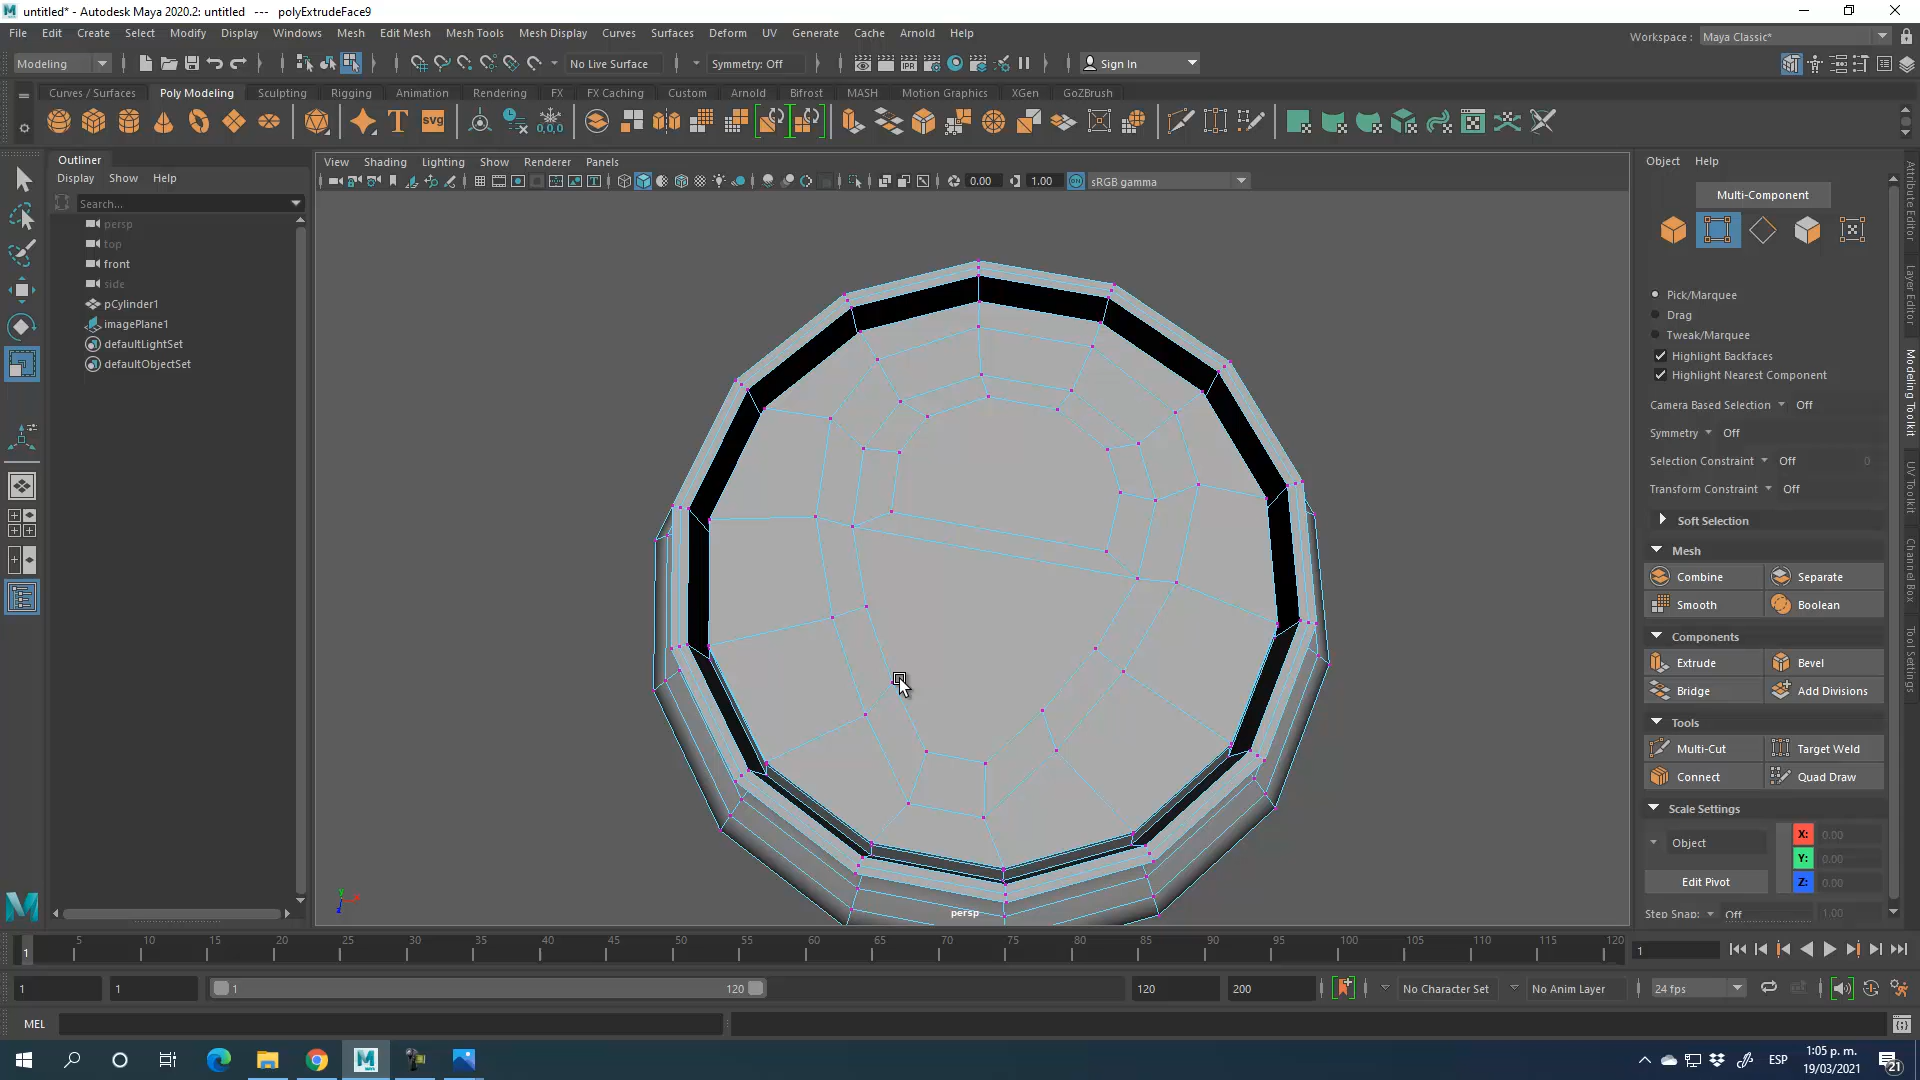 untitled* - Autodesk Maya 2020.2: untitled   ---   polyExtrudeFace9
File Edit Create Select Modify Display Windows Mesh Edit Mesh Mesh Tools Mesh Display Curves Surfaces Deform UV Generate Cache Arnold Help
Workspace : Maya Classic*
Modeling No Live Surface Symmetry: Off Sign In
Curves / Surfaces Poly Modeling Sculpting Rigging Animation Rendering FX FX Caching Custom Arnold Bifrost MASH Motion Graphics XGen GoZBrush
IPR
T svg 0,0,0
Outliner
Display Show Help
Search...
persp
top
front
side
pCylinder1
imagePlane1
defaultLightSet
defaultObjectSet
View Shading Lighting Show Renderer Panels
0.00 1.00 ON sRGB gamma
persp
Object Help
Multi-Component
Pick/Marquee
Drag
Tweak/Marquee
Highlight Backfaces
Highlight Nearest Component
Camera Based Selection Off
Symmetry Off
Selection Constraint Off 0
Transform Constraint Off
Soft Selection
Mesh
Combine Separate
Smooth Boolean
Components
Extrude Bevel
Bridge Add Divisions
Tools
Multi-Cut Target Weld
Connect Quad Draw
Scale Settings
Object X: 0.00
Y: 0.00
Edit Pivot Z: 0.00
Step Snap: Off 1.00
Attribute Editor
Layer Editor
Modeling Toolkit
UV Toolkit
Channel Box
Tool Settings
1 5 10 15 20 25 30 35 40 45 50 55 60 65 70 75 80 85 90 95 100 105 110 115 120 1
1 1 1 120 120 200 No Character Set No Anim Layer 24 fps
MEL
ESP
1:05 p. m.
19/03/2021
21